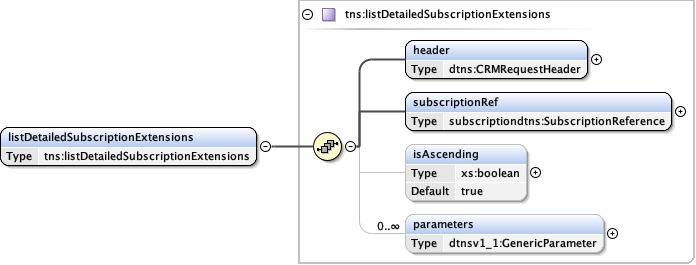 tns:listDetailedSubscriptionExtensions
header
Type dtns:CRMRequestHeader
subscriptionRef
Type subscriptiondtns:SubscriptionReference
listDetailedSubscriptionExtensions
Type tns:listDetailedSubscriptionExtensions
isAscending
Type xs:boolean
Default true
0..∞
parameters
Type dtnsv1_1:GenericParameter